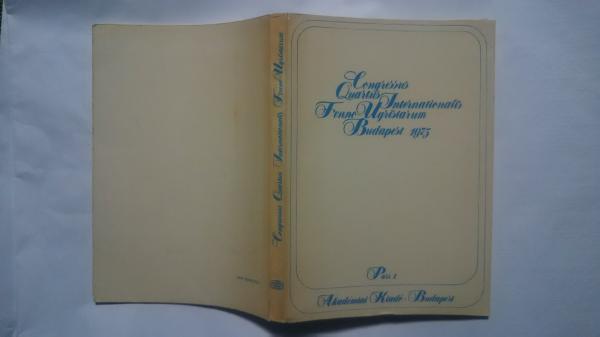 Congressus
Quartus Internationalis
Fenno-Ugristarum
Budapest 1975
Pars I
Akadémiai Kiadó · Budapest
Congressus Quartus Internationalis Fenno-Ugristarum